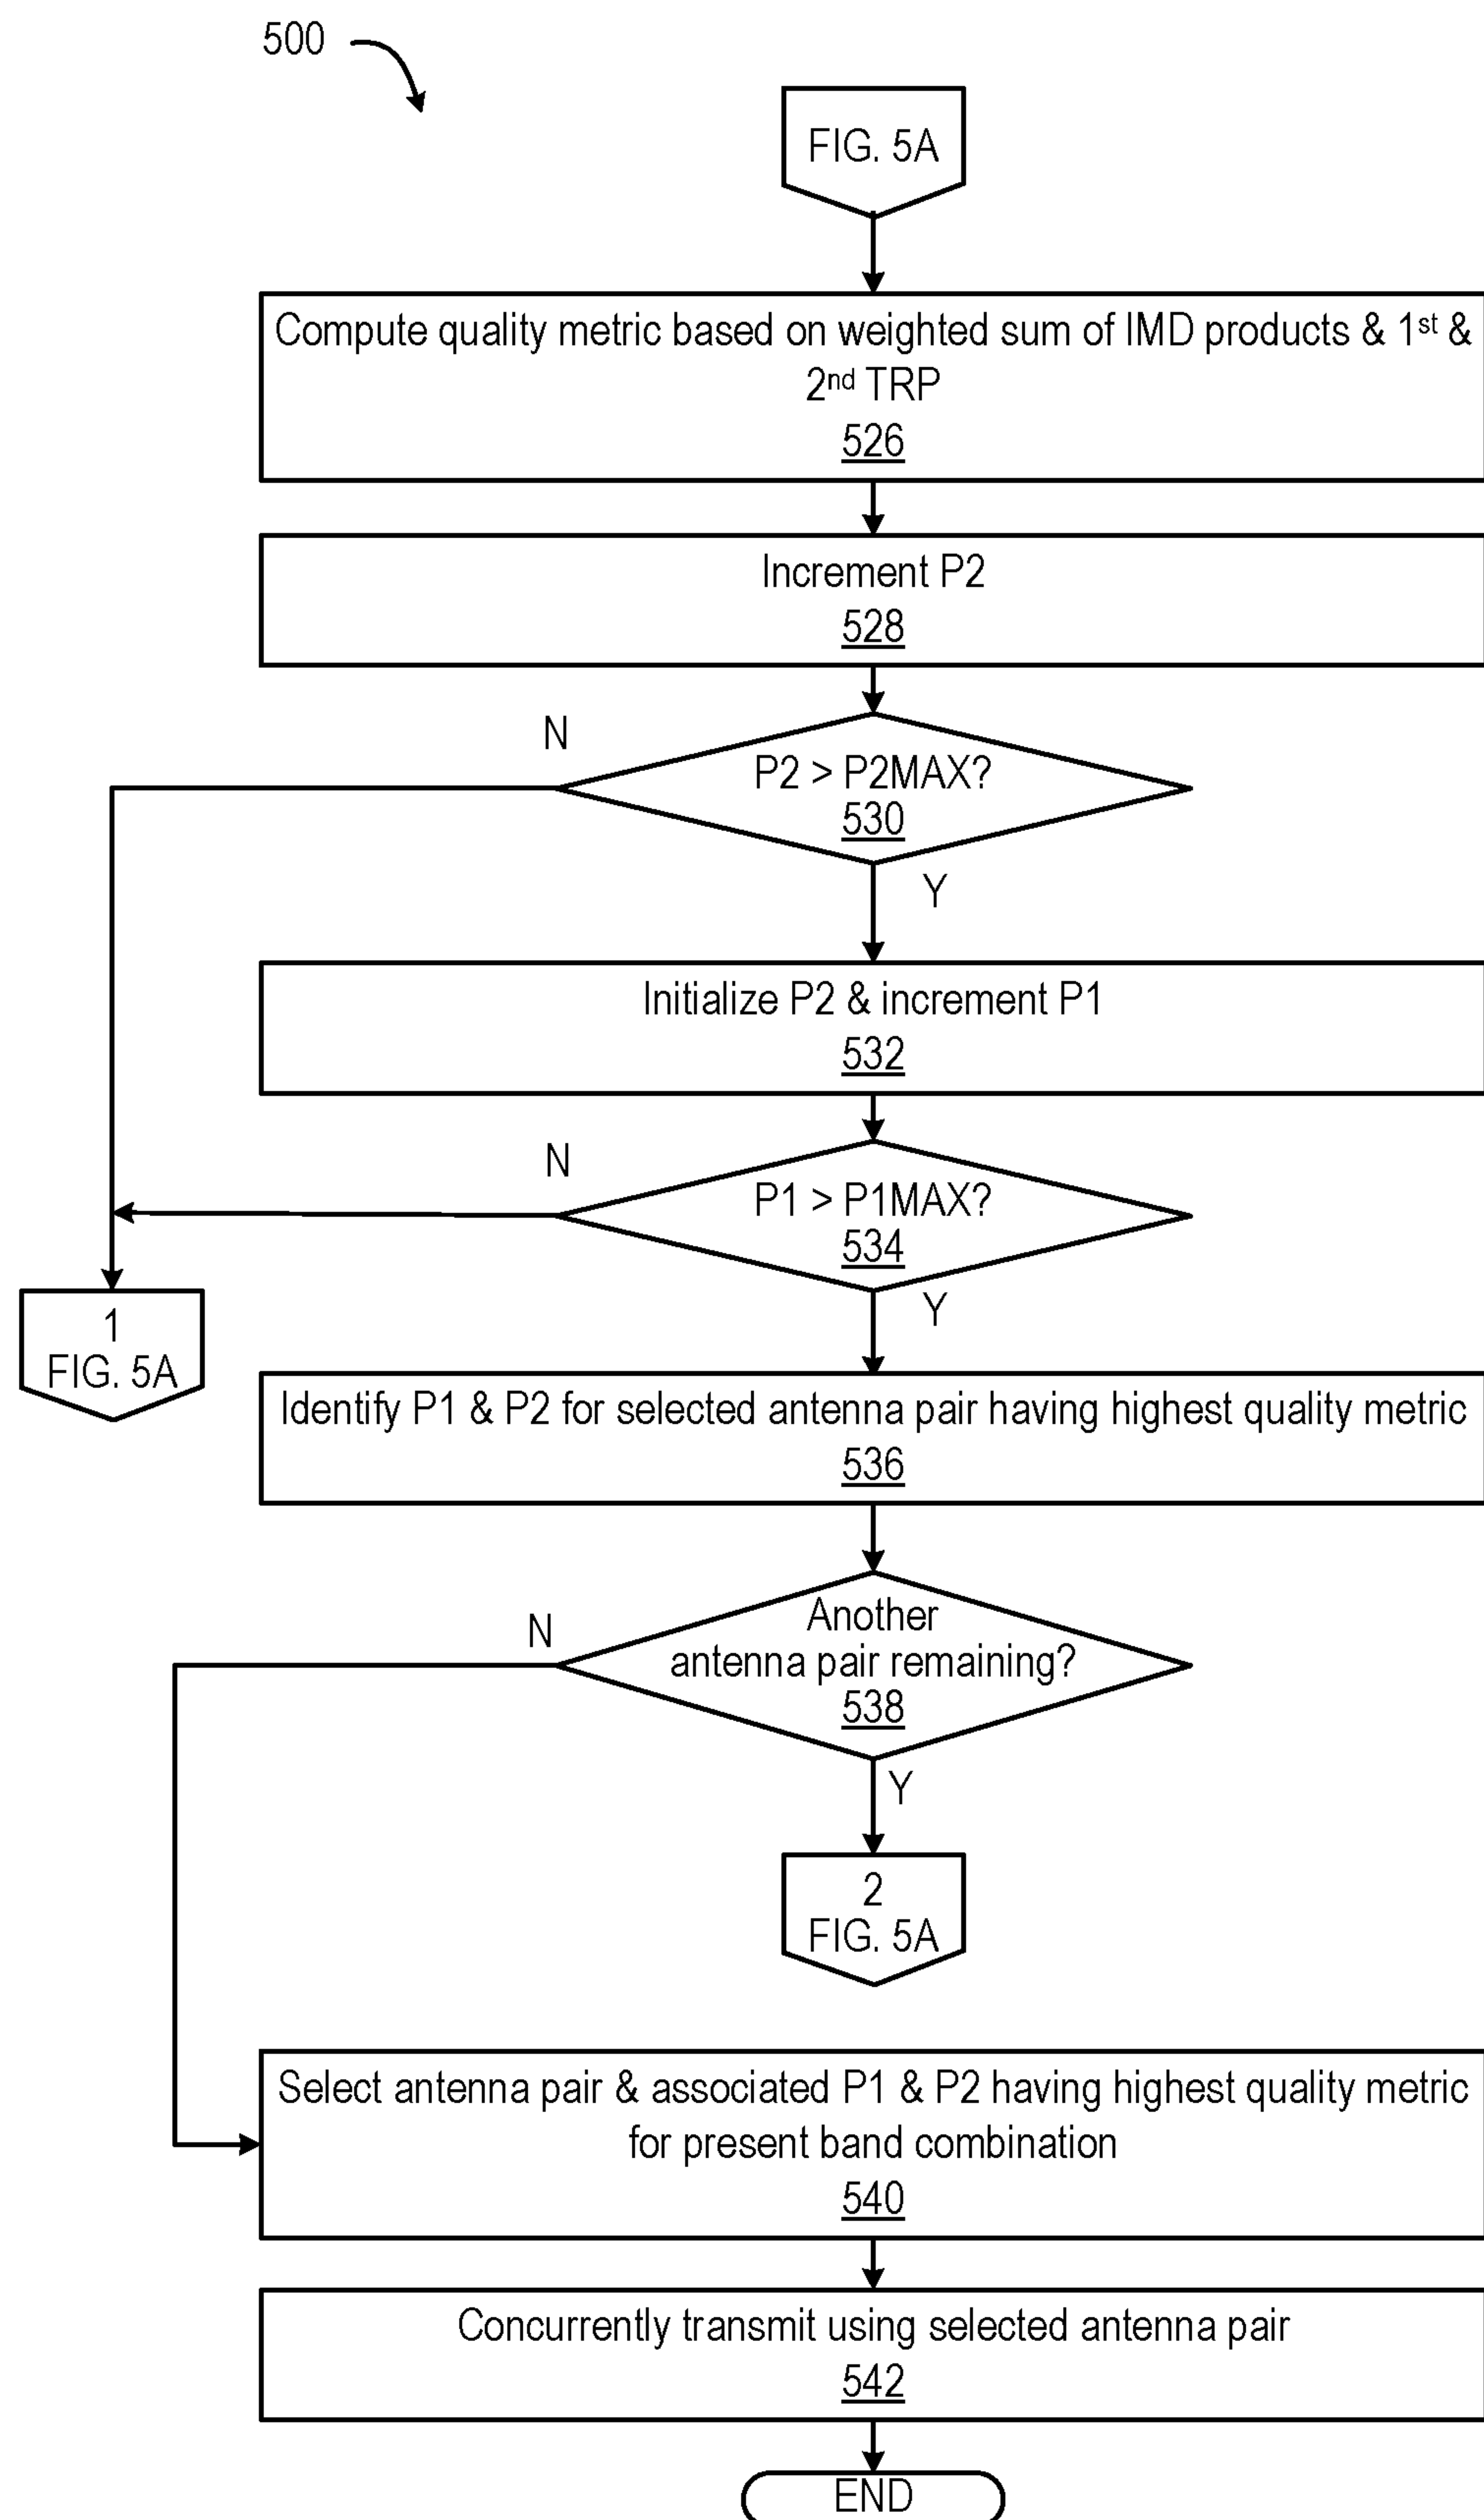 500
FIG. 5A
Compute quality metric based on weighted sum of IMD products & 1st &
2nd TRP
526
Increment P2
528
N
P2 > P2MAX?
530
Y
Initialize P2 & increment P1
532
N
P1 > P1MAX?
534
Y
1
FIG. 5A
Identify P1 & P2 for selected antenna pair having highest quality metric
536
N
Another
antenna pair remaining?
538
Y
2
FIG. 5A
Select antenna pair & associated P1 & P2 having highest quality metric
for present band combination
540
Concurrently transmit using selected antenna pair
542
END